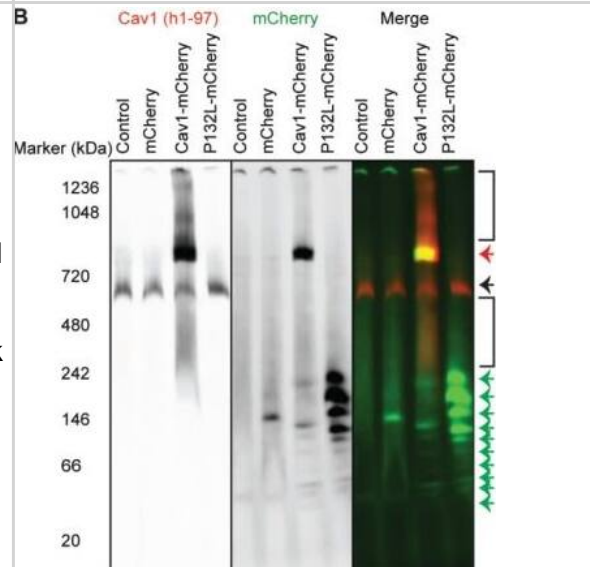 B
Cav1 (h1-97) mCherry Merge
Control mCherry Cav1-mCherry P132L-mCherry Control mCherry Cav1-mCherry P132L-mCherry Control mCherry Cav1-mCherry P132L-mCherry
Marker (kDa)
1236
1048
720
480
242
146
66
20